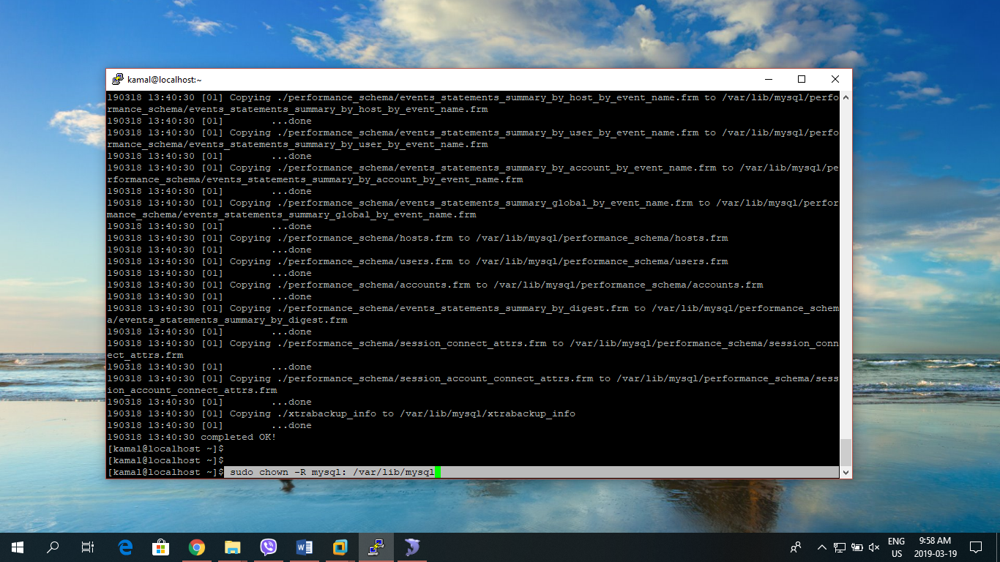 kamal@localhost:~
190318 13:40:30 [01] Copying ./performance_schema/events_statements_summary_by_host_by_event_name.frm to /var/lib/mysql/perfo
rmance_schema/events_statements_summary_by_host_by_event_name.frm
190318 13:40:30 [01]        ...done
190318 13:40:30 [01] Copying ./performance_schema/events_statements_summary_by_user_by_event_name.frm to /var/lib/mysql/perfo
rmance_schema/events_statements_summary_by_user_by_event_name.frm
190318 13:40:30 [01]        ...done
190318 13:40:30 [01] Copying ./performance_schema/events_statements_summary_by_account_by_event_name.frm to /var/lib/mysql/pe
rformance_schema/events_statements_summary_by_account_by_event_name.frm
190318 13:40:30 [01]        ...done
190318 13:40:30 [01] Copying ./performance_schema/events_statements_summary_global_by_event_name.frm to /var/lib/mysql/perfor
mance_schema/events_statements_summary_global_by_event_name.frm
190318 13:40:30 [01]        ...done
190318 13:40:30 [01] Copying ./performance_schema/hosts.frm to /var/lib/mysql/performance_schema/hosts.frm
190318 13:40:30 [01]        ...done
190318 13:40:30 [01] Copying ./performance_schema/users.frm to /var/lib/mysql/performance_schema/users.frm
190318 13:40:30 [01]        ...done
190318 13:40:30 [01] Copying ./performance_schema/accounts.frm to /var/lib/mysql/performance_schema/accounts.frm
190318 13:40:30 [01]        ...done
190318 13:40:30 [01] Copying ./performance_schema/events_statements_summary_by_digest.frm to /var/lib/mysql/performance_schem
a/events_statements_summary_by_digest.frm
190318 13:40:30 [01]        ...done
190318 13:40:30 [01] Copying ./performance_schema/session_connect_attrs.frm to /var/lib/mysql/performance_schema/session_conn
ect_attrs.frm
190318 13:40:30 [01]        ...done
190318 13:40:30 [01] Copying ./performance_schema/session_account_connect_attrs.frm to /var/lib/mysql/performance_schema/sess
ion_account_connect_attrs.frm
190318 13:40:30 [01]        ...done
190318 13:40:30 [01] Copying ./xtrabackup_info to /var/lib/mysql/xtrabackup_info
190318 13:40:30 [01]        ...done
190318 13:40:30 completed OK!
[kamal@localhost ~]$
[kamal@localhost ~]$
[kamal@localhost ~]$ sudo chown -R mysql: /var/lib/mysql
ENG
US
9:58 AM
2019-03-19